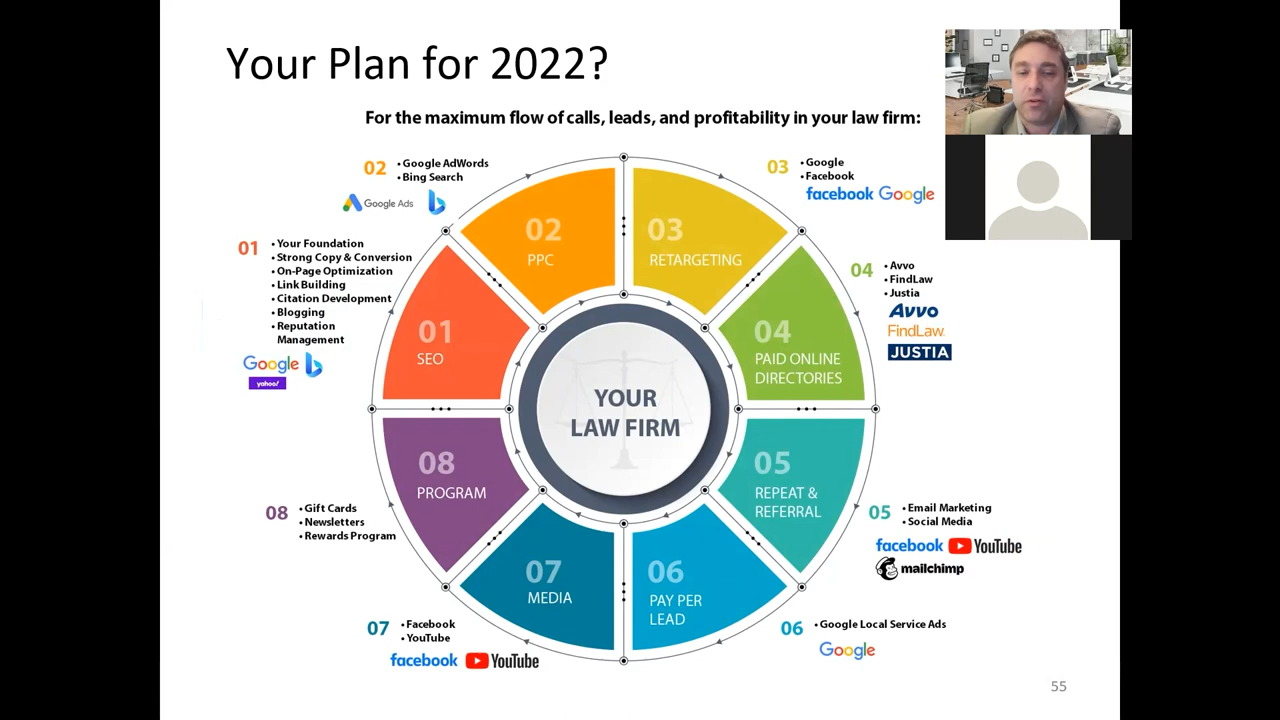 Your Plan for 2022?
For the maximum flow of calls, leads, and profitability in your law firm:
02
• Google AdWords
• Bing Search
Google Ads
03
• Google
• Facebook
facebook Google
01
• Your Foundation
• Strong Copy & Conversion
• On-Page Optimization
• Link Building
• Citation Development
• Blogging
• Reputation
Management
Google
yahoo!
04
• Avvo
• FindLaw
• Justia
Avvo
FindLaw.
JUSTIA
02
PPC
03
RETARGETING
01
SEO
04
PAID ONLINE
DIRECTORIES
YOUR
LAW FIRM
08
PROGRAM
05
REPEAT &
REFERRAL
07
MEDIA
06
PAY PER
LEAD
08
• Gift Cards
• Newsletters
• Rewards Program
05
• Email Marketing
• Social Media
facebook YouTube
mailchimp
07
• Facebook
• YouTube
facebook YouTube
06
• Google Local Service Ads
Google
55